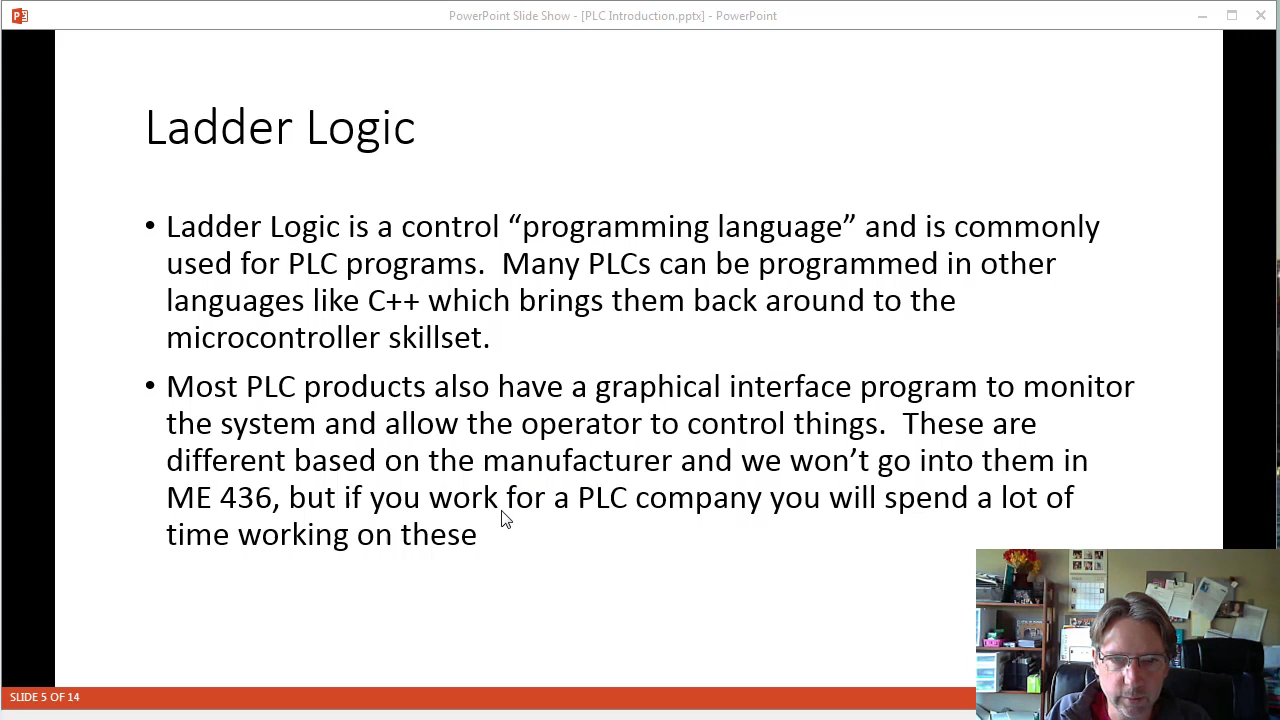 PowerPoint Slide Show - [PLC Introduction.pptx] - PowerPoint
Ladder Logic
• Ladder Logic is a control “programming language” and is commonly
used for PLC programs.  Many PLCs can be programmed in other
languages like C++ which brings them back around to the
microcontroller skillset.
• Most PLC products also have a graphical interface program to monitor
the system and allow the operator to control things.  These are
different based on the manufacturer and we won’t go into them in
ME 436, but if you work for a PLC company you will spend a lot of
time working on these
SLIDE 5 OF 14